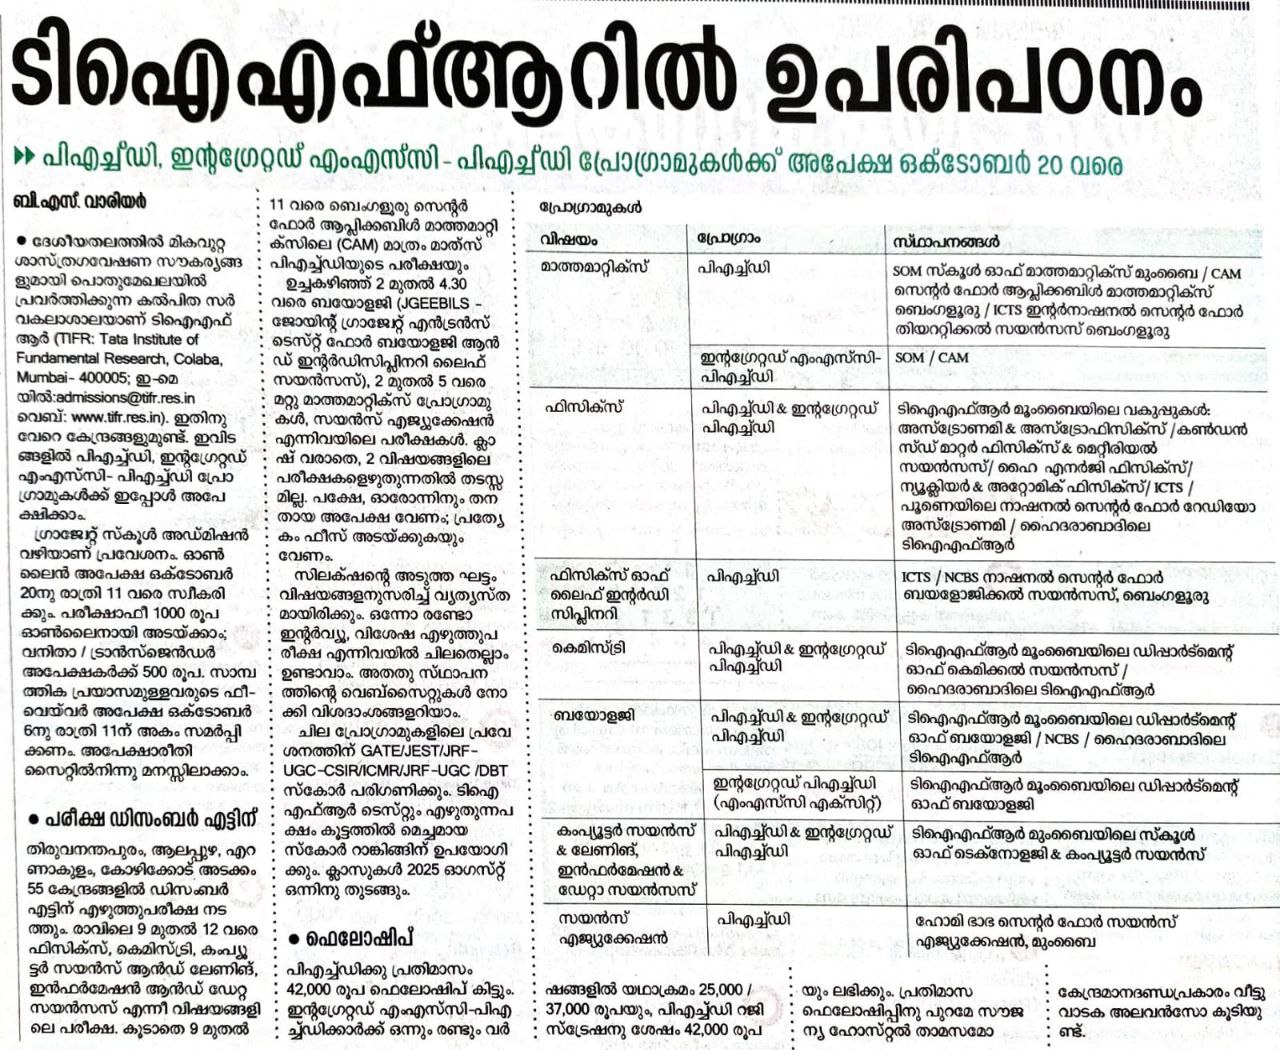 ടിഐഎഫ്ആറിൽ ഉപരിപഠനം
പിഎച്ച്ഡി, ഇന്റഗ്രേറ്റഡ് എംഎസ്‌സി - പിഎച്ച്ഡി പ്രോഗ്രാമുകൾക്ക് അപേക്ഷ ഒക്ടോബർ 20 വരെ
ബി.എസ്. വാരിയർ
● ദേശീയതലത്തിൽ മികവുറ്റ
ശാസ്ത്രഗവേഷണ സൗകര്യങ്ങ
ളുമായി പൊതുമേഖലയിൽ
പ്രവർത്തിക്കുന്ന കൽപിത സർ
വകലാശാലയാണ് ടിഐഎഫ്
ആർ (TIFR: Tata Institute of
Fundamental Research, Colaba,
Mumbai- 400005; ഇ-മെ
യിൽ:admissions@tifr.res.in
വെബ്: www.tifr.res.in). ഇതിനു
വേറെ കേന്ദ്രങ്ങളുമുണ്ട്. ഇവിട
ങ്ങളിൽ പിഎച്ച്ഡി, ഇന്റഗ്രേറ്റഡ്
എംഎസ്‌സി- പിഎച്ച്ഡി പ്രോ
ഗ്രാമുകൾക്ക് ഇപ്പോൾ അപേ
ക്ഷിക്കാം.
ഗ്രാജ്വേറ്റ് സ്കൂൾ അഡ്മിഷൻ
വഴിയാണ് പ്രവേശനം. ഓൺ
ലൈൻ അപേക്ഷ ഒക്ടോബർ
20നു രാത്രി 11 വരെ സ്വീകരി
ക്കും. പരീക്ഷാഫീ 1000 രൂപ
ഓൺലൈനായി അടയ്ക്കാം;
വനിതാ / ട്രാൻസ്ജെൻഡർ
അപേക്ഷകർക്ക് 500 രൂപ. സാമ്പ
ത്തിക പ്രയാസമുള്ളവരുടെ ഫീ-
വെയ്‌വർ അപേക്ഷ ഒക്ടോബർ
6നു രാത്രി 11ന് അകം സമർപ്പി
ക്കണം. അപേക്ഷാരീതി
സൈറ്റിൽനിന്നു മനസ്സിലാക്കാം.
● പരീക്ഷ ഡിസംബർ എട്ടിന്
തിരുവനന്തപുരം, ആലപ്പുഴ, എറ
ണാകുളം, കോഴിക്കോട് അടക്കം
55 കേന്ദ്രങ്ങളിൽ ഡിസംബർ
എട്ടിന് എഴുത്തുപരീക്ഷ നട
ത്തും. രാവിലെ 9 മുതൽ 12 വരെ
ഫിസിക്സ്, കെമിസ്ട്രി, കംപ്യൂ
ട്ടർ സയൻസ് ആൻഡ് ലേണിങ്,
ഇൻഫർമേഷൻ ആൻഡ് ഡേറ്റ
സയൻസസ് എന്നീ വിഷയങ്ങളി
ലെ പരീക്ഷ. കൂടാതെ 9 മുതൽ
11 വരെ ബെംഗളൂരു സെന്റർ
ഫോർ ആപ്ലിക്കബിൾ മാത്തമാറ്റി
ക്സിലെ (CAM) മാത്രം മാത്‌സ്
പിഎച്ച്ഡിയുടെ പരീക്ഷയും
ഉച്ചകഴിഞ്ഞ് 2 മുതൽ 4.30
വരെ ബയോളജി (JGEEBILS -
ജോയിന്റ് ഗ്രാജ്വേറ്റ് എൻട്രൻസ്
ടെസ്റ്റ് ഫോർ ബയോളജി ആൻ
ഡ് ഇന്റർഡിസിപ്ലിനറി ലൈഫ്
സയൻസസ്), 2 മുതൽ 5 വരെ
മറ്റു മാത്തമാറ്റിക്സ് പ്രോഗ്രാമു
കൾ, സയൻസ് എജ്യുക്കേഷൻ
എന്നിവയിലെ പരീക്ഷകൾ. ക്ലാ
ഷ് വരാതെ, 2 വിഷയങ്ങളിലെ
പരീക്ഷകളെഴുതുന്നതിൽ തടസ്സ
മില്ല. പക്ഷേ, ഓരോന്നിനും തന
തായ അപേക്ഷ വേണം; പ്രത്യേ
കം ഫീസ് അടയ്ക്കുകയും
വേണം.
സിലക്‌ഷന്റെ അടുത്ത ഘട്ടം
വിഷയങ്ങളനുസരിച്ച് വ്യത്യസ്ത
മായിരിക്കും. ഒന്നോ രണ്ടോ
ഇന്റർവ്യൂ, വിശേഷ എഴുത്തുപ
രീക്ഷ എന്നിവയിൽ ചിലതെല്ലാം
ഉണ്ടാവാം. അതതു സ്ഥാപന
ത്തിന്റെ വെബ്സൈറ്റുകൾ നോ
ക്കി വിശദാംശങ്ങളറിയാം.
ചില പ്രോഗ്രാമുകളിലെ പ്രവേ
ശനത്തിന് GATE/JEST/JRF-
UGC-CSIR/ICMR/JRF-UGC /DBT
സ്കോർ പരിഗണിക്കും. ടിഐ
എഫ്ആർ ടെസ്റ്റും എഴുതുന്നപ
ക്ഷം കൂട്ടത്തിൽ മെച്ചമായ
സ്കോർ റാങ്കിങ്ങിന് ഉപയോഗി
ക്കും. ക്ലാസുകൾ 2025 ഓഗസ്റ്റ്
ഒന്നിനു തുടങ്ങും.
● ഫെലോഷിപ്
പിഎച്ച്ഡിക്കു പ്രതിമാസം
42,000 രൂപ ഫെലോഷിപ് കിട്ടും.
ഇന്റഗ്രേറ്റഡ് എംഎസ്‌സി-പിഎ
ച്ച്ഡിക്കാർക്ക് ഒന്നും രണ്ടും വർ
പ്രോഗ്രാമുകൾ
വിഷയം പ്രോഗ്രാം സ്ഥാപനങ്ങൾ
മാത്തമാറ്റിക്സ് പിഎച്ച്ഡി SOM സ്കൂൾ ഓഫ് മാത്തമാറ്റിക്സ് മുംബൈ / CAM
സെന്റർ ഫോർ ആപ്ലിക്കബിൾ മാത്തമാറ്റിക്സ്
ബെംഗളൂരു / ICTS ഇന്റർനാഷനൽ സെന്റർ ഫോർ
തിയററ്റിക്കൽ സയൻസസ് ബെംഗളൂരു
ഇന്റഗ്രേറ്റഡ് എംഎസ്‌സി- SOM / CAM
പിഎച്ച്ഡി
ഫിസിക്സ് പിഎച്ച്ഡി & ഇന്റഗ്രേറ്റഡ് ടിഐഎഫ്ആർ മുംബൈയിലെ വകുപ്പുകൾ:
പിഎച്ച്ഡി അസ്ട്രോണമി & അസ്ട്രോഫിസിക്സ് /കൺഡൻ
സ്ഡ് മാറ്റർ ഫിസിക്സ് & മെറ്റീരിയൽ
സയൻസസ്/ ഹൈ എനർജി ഫിസിക്സ്/
ന്യൂക്ലിയർ & അറ്റോമിക് ഫിസിക്സ്/ ICTS /
പൂണെയിലെ നാഷനൽ സെന്റർ ഫോർ റേഡിയോ
അസ്ട്രോണമി / ഹൈദരാബാദിലെ
ടിഐഎഫ്ആർ
ഫിസിക്സ് ഓഫ് പിഎച്ച്ഡി ICTS / NCBS നാഷനൽ സെന്റർ ഫോർ
ലൈഫ് ഇന്റർഡി ബയളോജിക്കൽ സയൻസസ്, ബെംഗളൂരു
സിപ്ലിനറി
കെമിസ്ട്രി പിഎച്ച്ഡി & ഇന്റഗ്രേറ്റഡ് ടിഐഎഫ്ആർ മുംബൈയിലെ ഡിപ്പാർട്മെന്റ്
പിഎച്ച്ഡി ഓഫ് കെമിക്കൽ സയൻസസ് /
ഹൈദരാബാദിലെ ടിഐഎഫ്ആർ
ബയോളജി പിഎച്ച്ഡി & ഇന്റഗ്രേറ്റഡ് ടിഐഎഫ്ആർ മുംബൈയിലെ ഡിപ്പാർട്മെന്റ്
പിഎച്ച്ഡി ഓഫ് ബയോളജി / NCBS / ഹൈദരാബാദിലെ
ടിഐഎഫ്ആർ
ഇന്റഗ്രേറ്റഡ് പിഎച്ച്ഡി ടിഐഎഫ്ആർ മുംബൈയിലെ ഡിപ്പാർട്മെന്റ്
(എംഎസ്‌സി എക്സിറ്റ്) ഓഫ് ബയോളജി
കംപ്യൂട്ടർ സയൻസ് പിഎച്ച്ഡി & ഇന്റഗ്രേറ്റഡ് ടിഐഎഫ്ആർ മുംബൈയിലെ സ്കൂൾ
& ലേണിങ്, പിഎച്ച്ഡി ഓഫ് ടെക്നോളജി & കംപ്യൂട്ടർ സയൻസ്
ഇൻഫർമേഷൻ &
ഡേറ്റാ സയൻസസ്
സയൻസ് പിഎച്ച്ഡി ഹോമി ഭാഭ സെന്റർ ഫോർ സയൻസ്
എജ്യുക്കേഷൻ എജ്യുക്കേഷൻ, മുംബൈ
ഷങ്ങളിൽ യഥാക്രമം 25,000 /
37,000 രൂപയും, പിഎച്ച്ഡി റജി
സ്ട്രേഷനു ശേഷം 42,000 രൂപ
യും ലഭിക്കും. പ്രതിമാസ
ഫെലോഷിപ്പിനു പുറമേ സൗജ
ന്യ ഹോസ്റ്റൽ താമസമോ
കേന്ദ്രമാനദണ്ഡപ്രകാരം വീട്ടു
വാടക അലവൻസോ കൂടിയു
ണ്ട്.